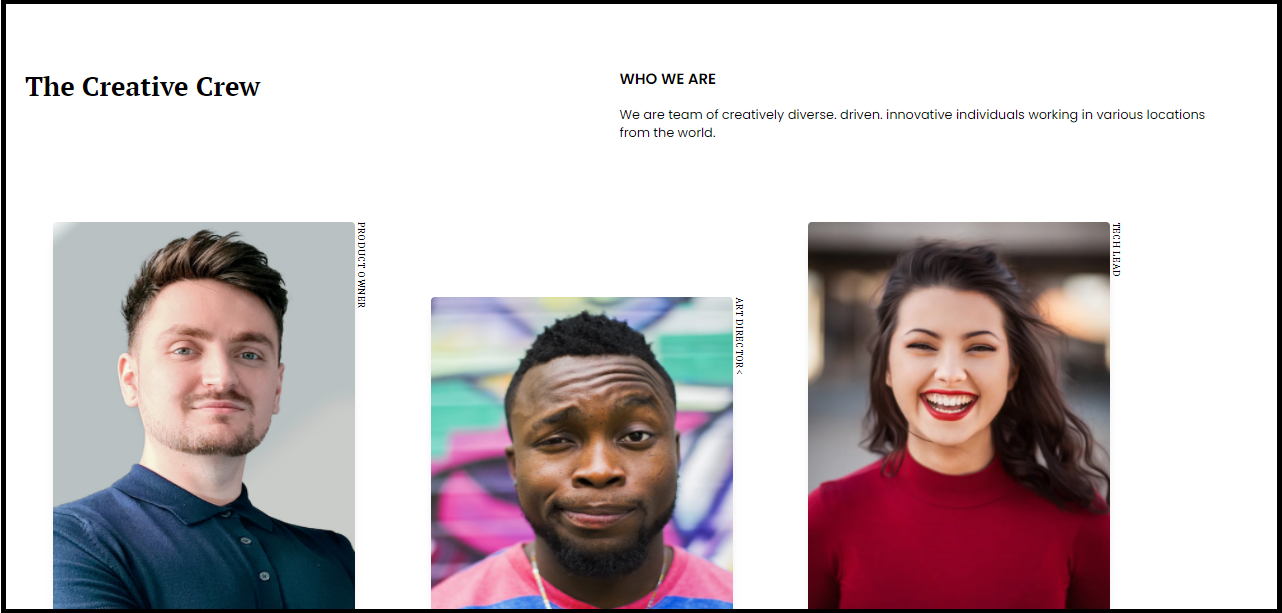 The Creative Crew
WHO WE ARE
We are team of creatively diverse. driven. innovative individuals working in various locations
from the world.
PRODUCT OWNER
ART DIRECTOR<
TECH LEAD